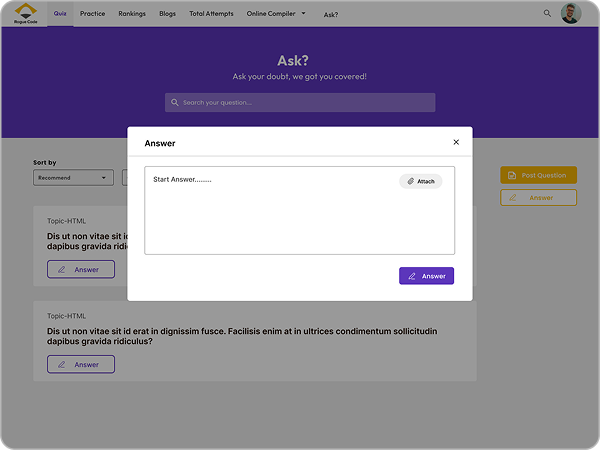 Rogue Code
Quiz
Practice
Rankings
Blogs
Total Attempts
Online Compiler
Ask?
Ask?
Ask your doubt, we got you covered!
Search your question...
Answer
Start Answer.........
Attach
Answer
Sort by
Recommend
Post Question
Answer
Topic-HTML
Dis ut non vitae sit id
dapibus gravida ridic
Answer
Topic-HTML
Dis ut non vitae sit id erat in dignissim fusce. Facilisis enim at in ultrices condimentum sollicitudin
dapibus gravida ridiculus?
Answer